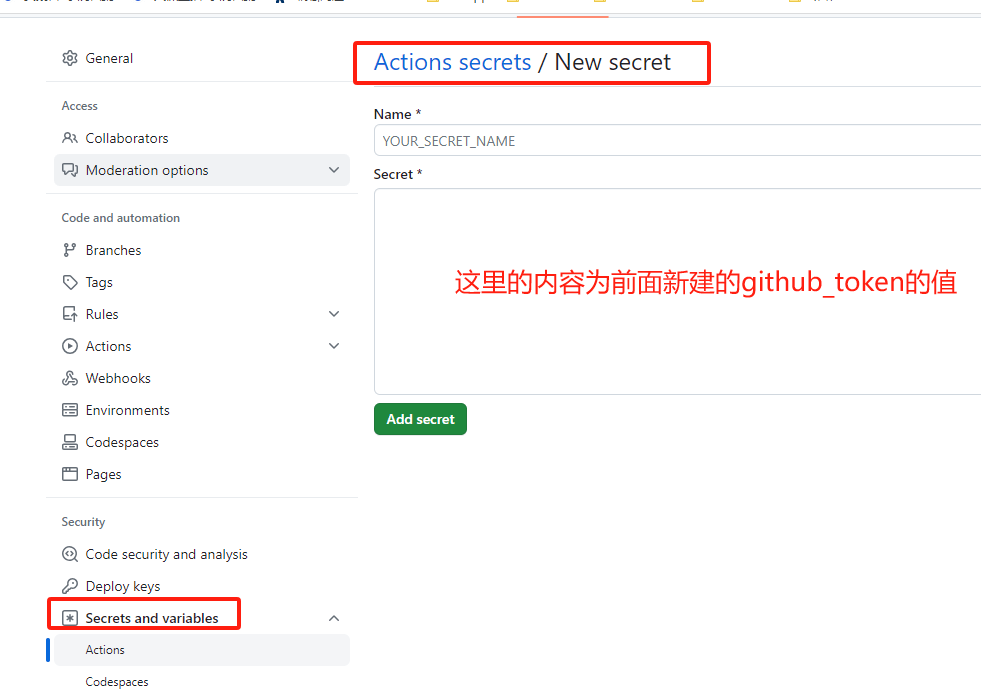 General
Access
Collaborators
Moderation options
Code and automation
Branches
Tags
Rules
Actions
Webhooks
Environments
Codespaces
Pages
Security
Code security and analysis
Deploy keys
Secrets and variables
Actions
Codespaces
Actions secrets / New secret
Name *
YOUR_SECRET_NAME
Secret *
这里的内容为前面新建的github_token的值
Add secret